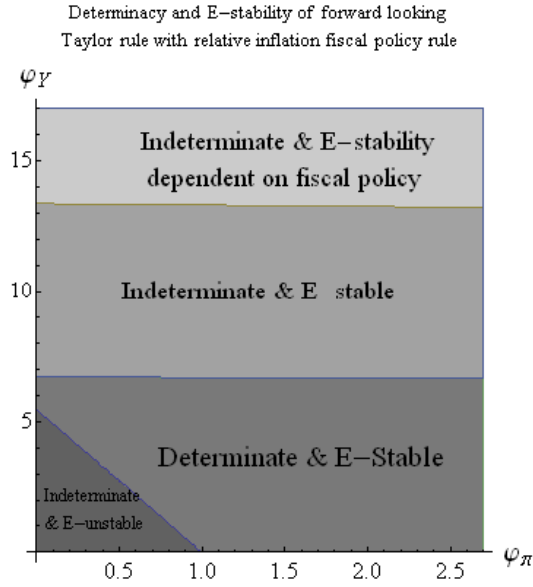 Determinacy and E−stability of forward looking
Taylor rule with relative inflation fiscal policy rule
φY
15
Indeterminate & E−stability
dependent on fiscal policy
10
Indeterminate & E stable
5
Determinate & E−Stable
Indeterminate
& E−unstable
0.5
1.0
1.5
2.0
2.5
φπ